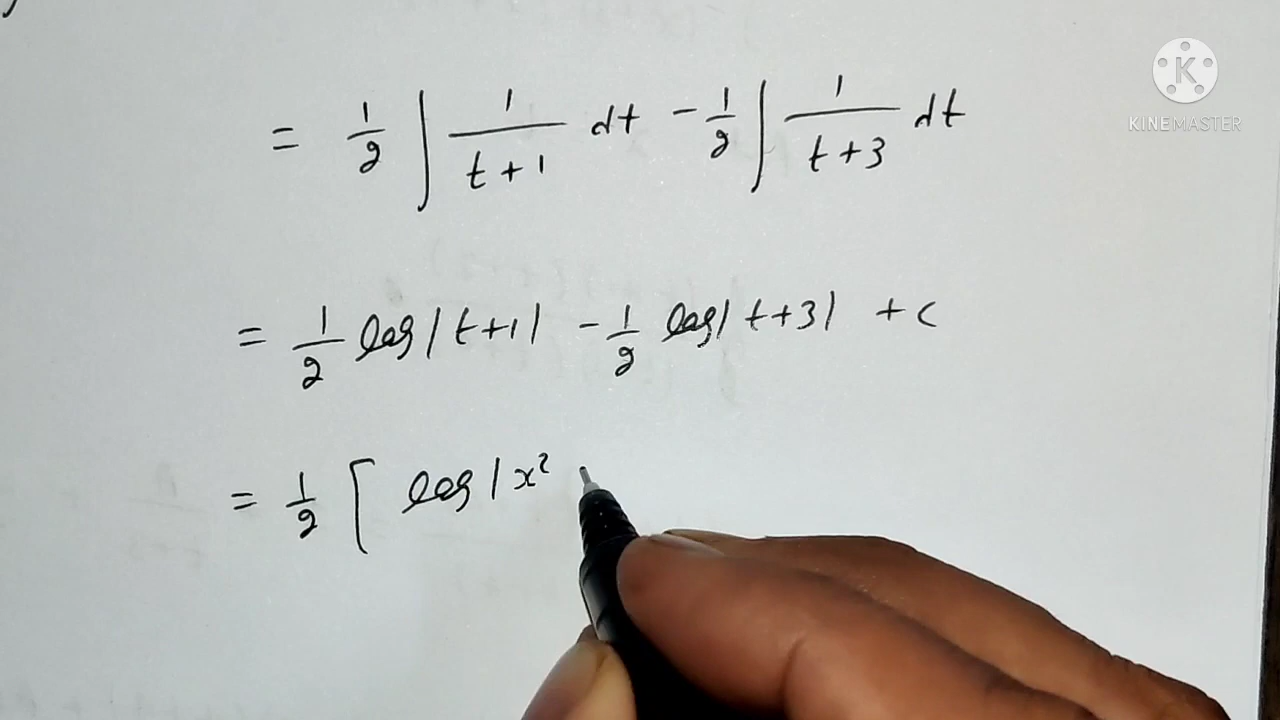 K
KINEMASTER
= 1/2 ∫ 1/(t+1) dt - 1/2 ∫ 1/(t+3) dt
= 1/2 log|t+1| - 1/2 log|t+3| + c
= 1/2 [ log|x²